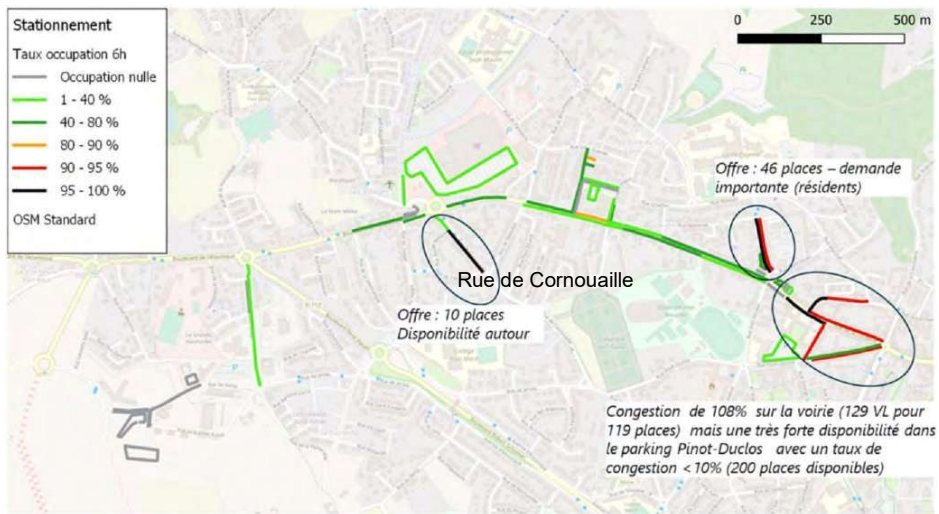 Stationnement
Taux occupation 6h
Occupation nulle
1 - 40 %
40 - 80 %
80 - 90 %
90 - 95 %
95 - 100 %
OSM Standard
0 250 500 m
Offre : 46 places – demande
importante (résidents)
Rue de Cornouaille
Offre : 10 places
Disponibilité autour
Congestion de 108% sur la voirie (129 VL pour
119 places) mais une très forte disponibilité dans
le parking Pinot-Duclos avec un taux de
congestion <10% (200 places disponibles)